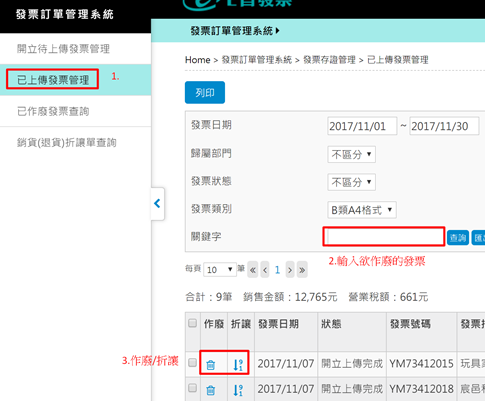 發票訂單管理系統
開立待上傳發票管理
已上傳發票管理
1.
已作廢發票查詢
銷貨(退貨)折讓單查詢
發票訂單管理系統
Home > 發票訂單管理系統 > 發票存證管理 > 已上傳發票管理
列印
發票日期 2017/11/01 ~ 2017/11/30
歸屬部門 不區分
發票狀態 不區分
發票類別 B類A4格式
關鍵字 查詢
2.輸入欲作廢的發票
每頁 10 筆 « < 1 > »
合計：9筆 銷售金額：12,765元 營業稅額：661元
作廢 折讓 發票日期 狀態 發票號碼
3.作廢/折讓
2017/11/07 開立上傳完成 YM73412015
2017/11/07 開立上傳完成 YM73412018